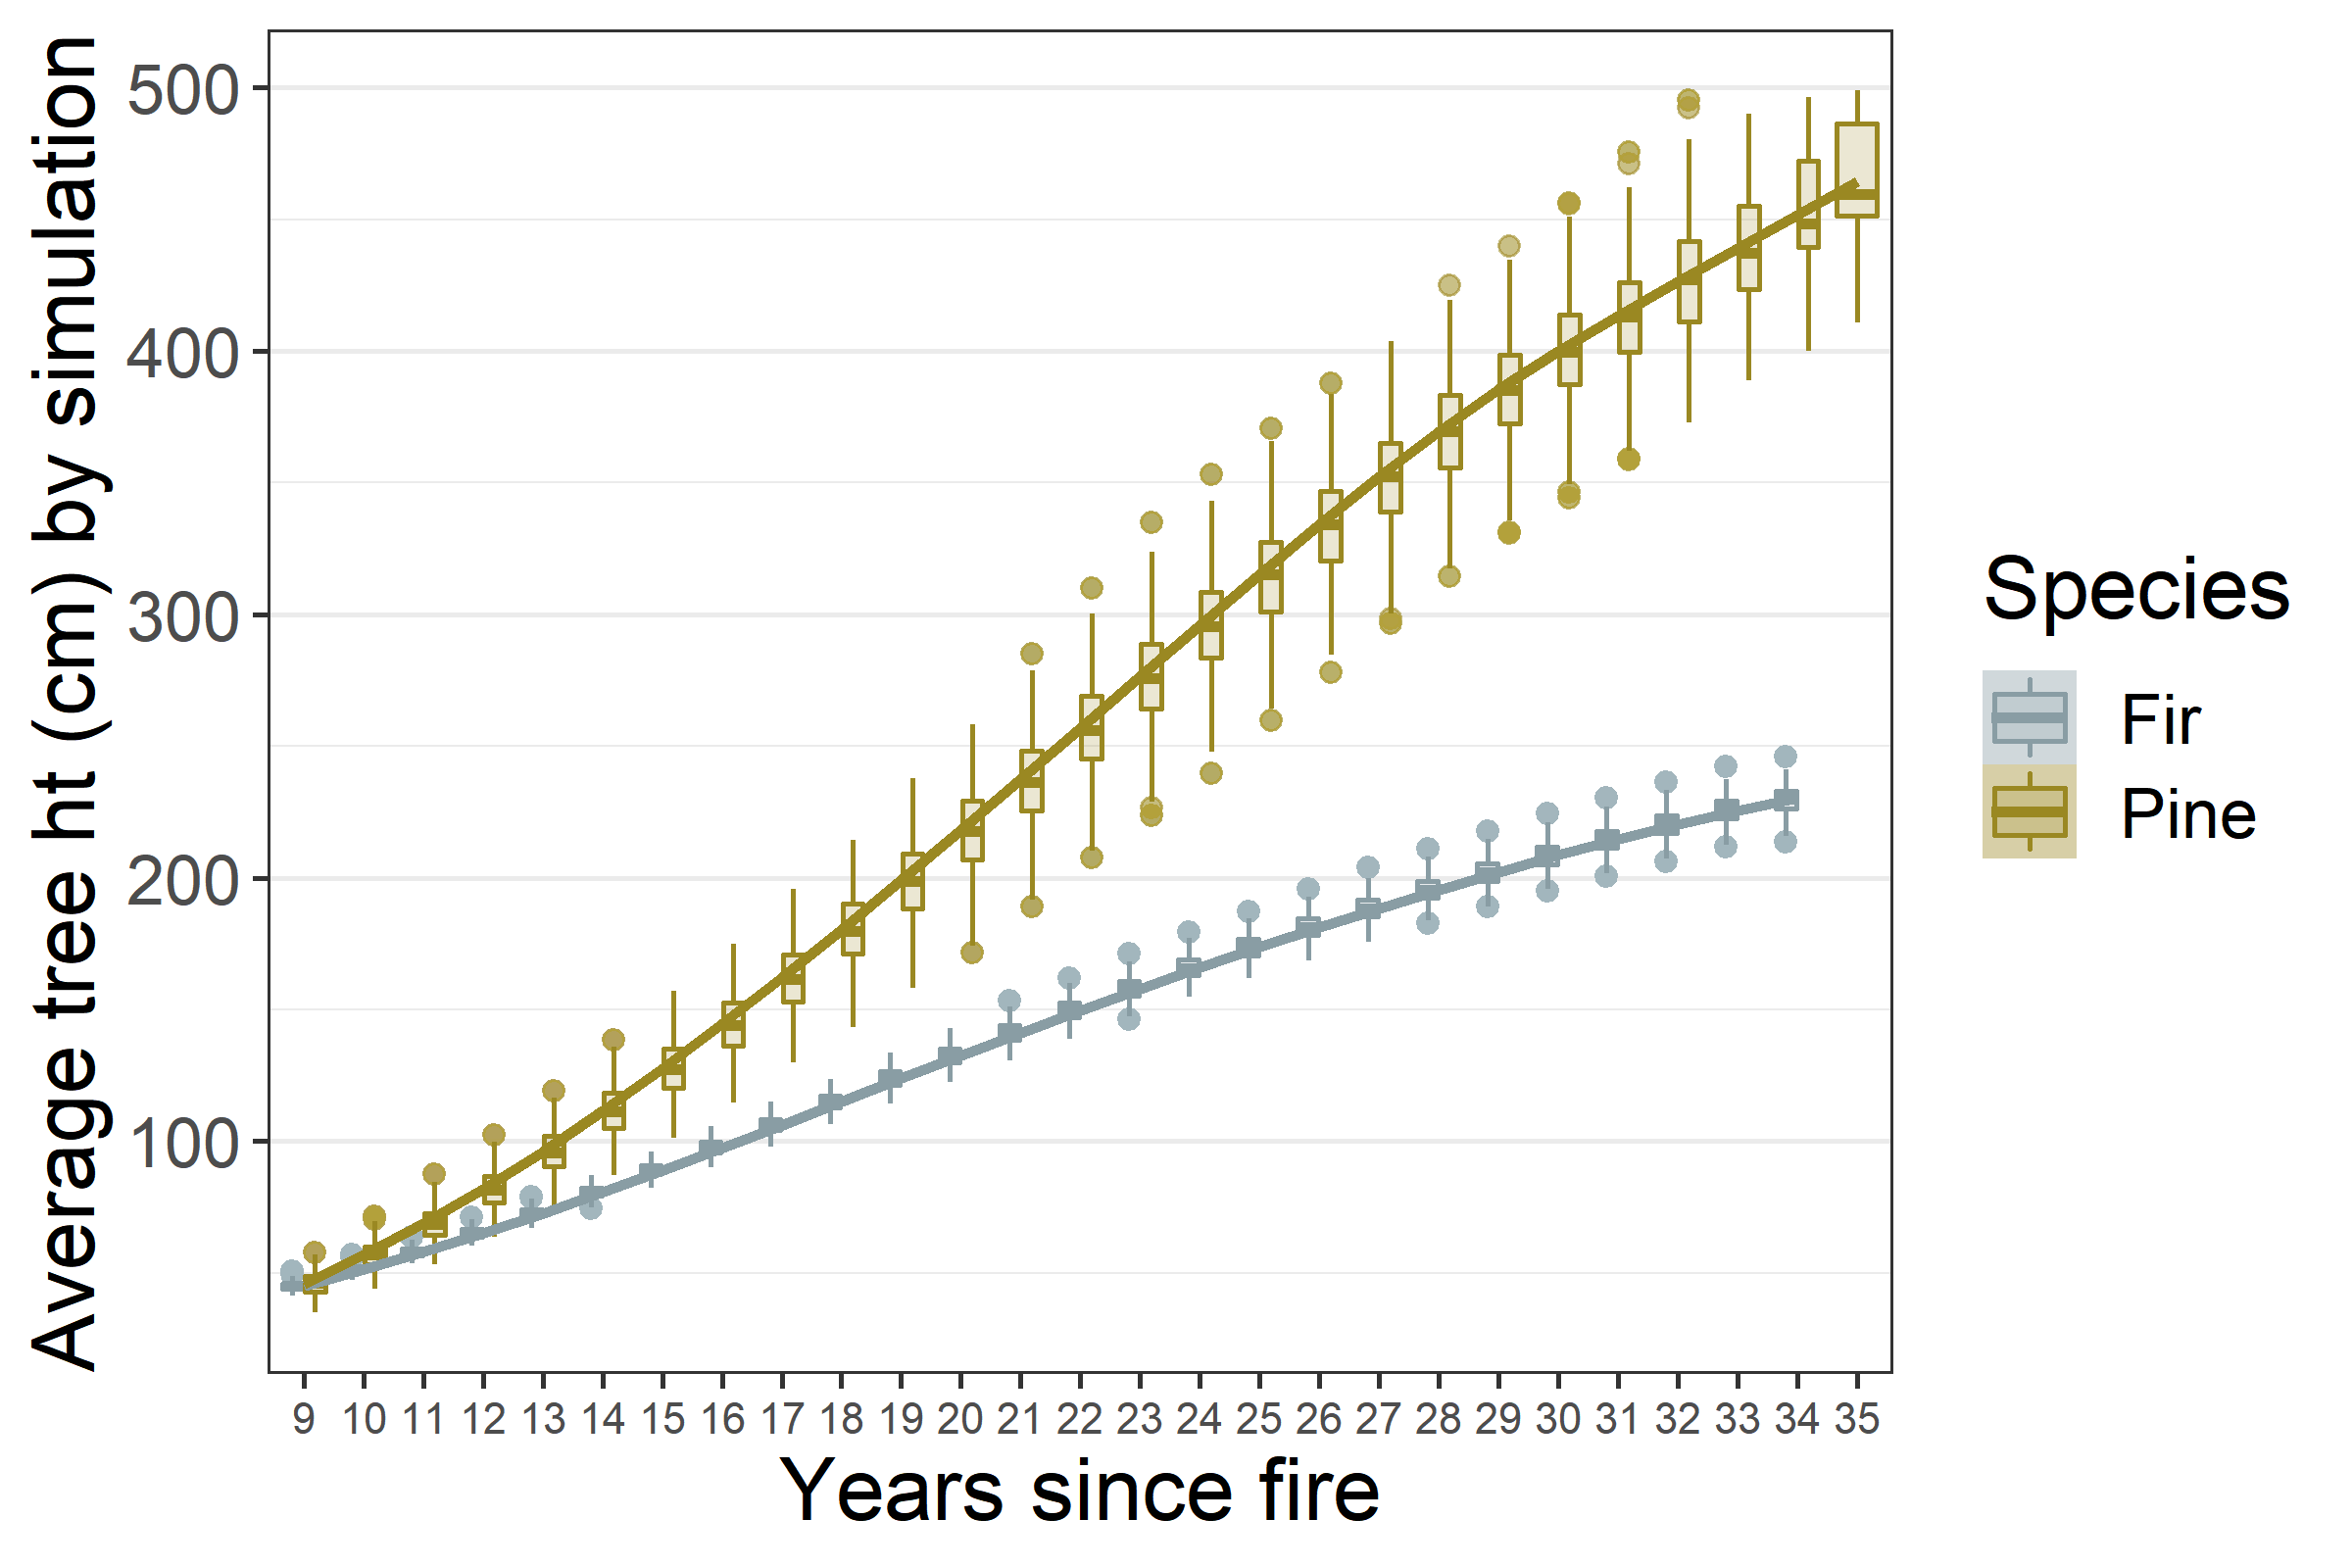 Average tree ht (cm) by simulation
500
400
300
200
100
9 10 11 12 13 14 15 16 17 18 19 20 21 22 23 24 25 26 27 28 29 30 31 32 33 34 35
Years since fire
Species
Fir
Pine